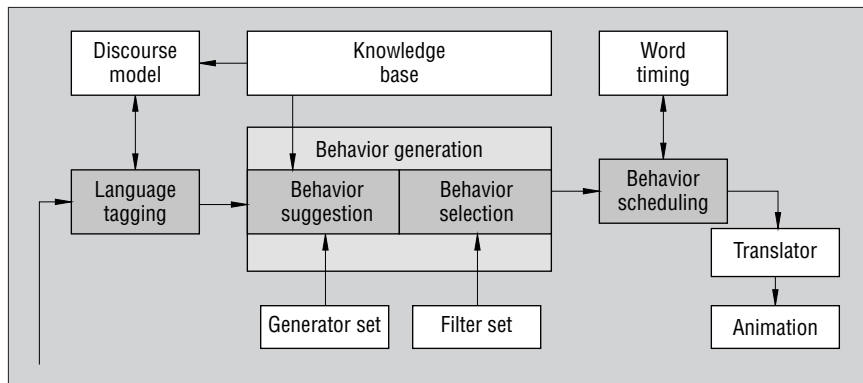 Discourse
model
Knowledge
base
Word
timing
Behavior generation
Language
tagging
Behavior
suggestion
Behavior
selection
Behavior
scheduling
Translator
Generator set
Filter set
Animation